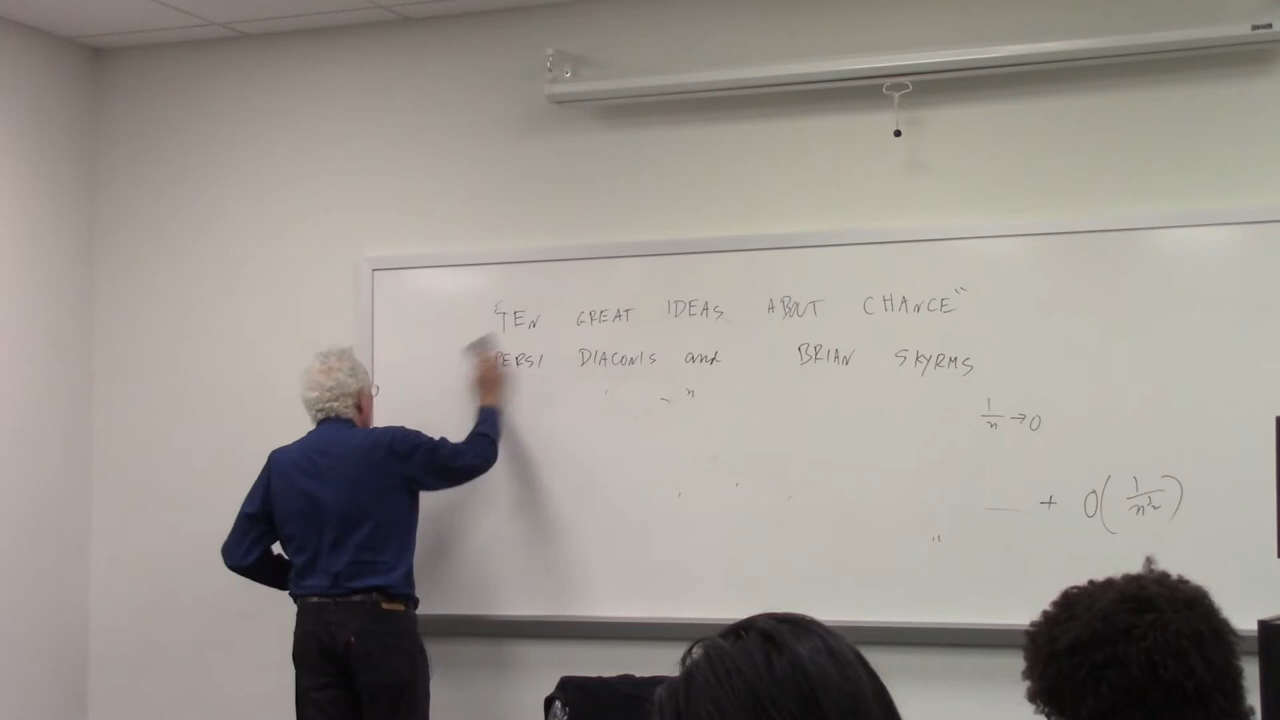 "TEN GREAT IDEAS ABOUT CHANCE"
PERSI DIACONIS and BRIAN SKYRMS
n
1/n → 0
+ O(1/n²)